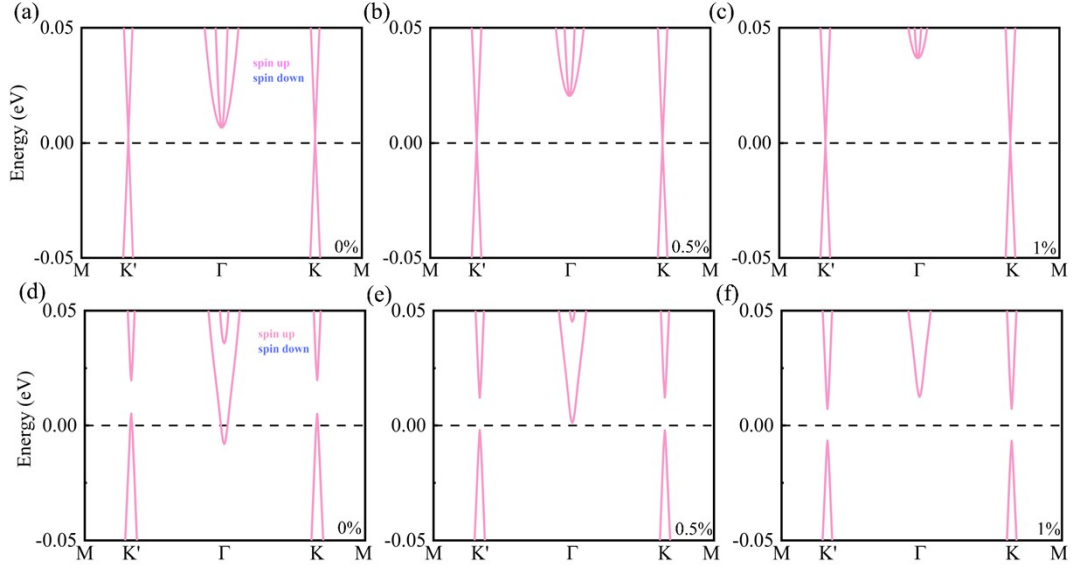 (a) (b) (c)
0.05 0.05 0.05
spin up
spin down
Energy (eV)
0.00 0.00 0.00
0% 0.5% 1%
-0.05 -0.05 -0.05
M K' Γ K M M K' Γ K M M K' Γ K M
(d) (e) (f)
0.05 0.05 0.05
spin up
spin down
Energy (eV)
0.00 0.00 0.00
0% 0.5% 1%
-0.05 -0.05 -0.05
M K' Γ K M M K' Γ K M M K' Γ K M